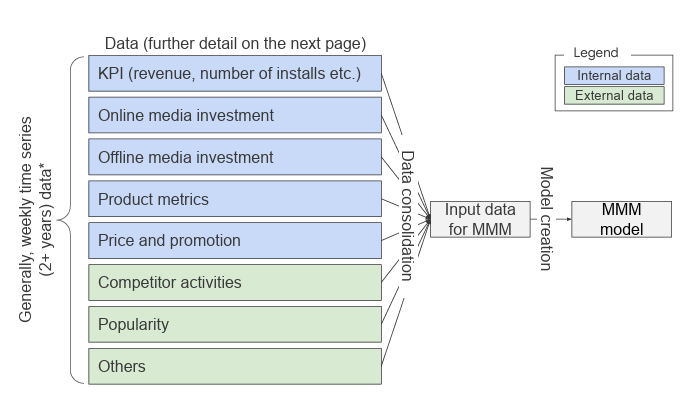 Data (further detail on the next page)
Legend
Internal data
External data
Generally, weekly time series
(2+ years) data*
KPI (revenue, number of installs etc.)
Online media investment
Offline media investment
Product metrics
Price and promotion
Competitor activities
Popularity
Others
Data consolidation
Input data
for MMM
Model creation
MMM
model